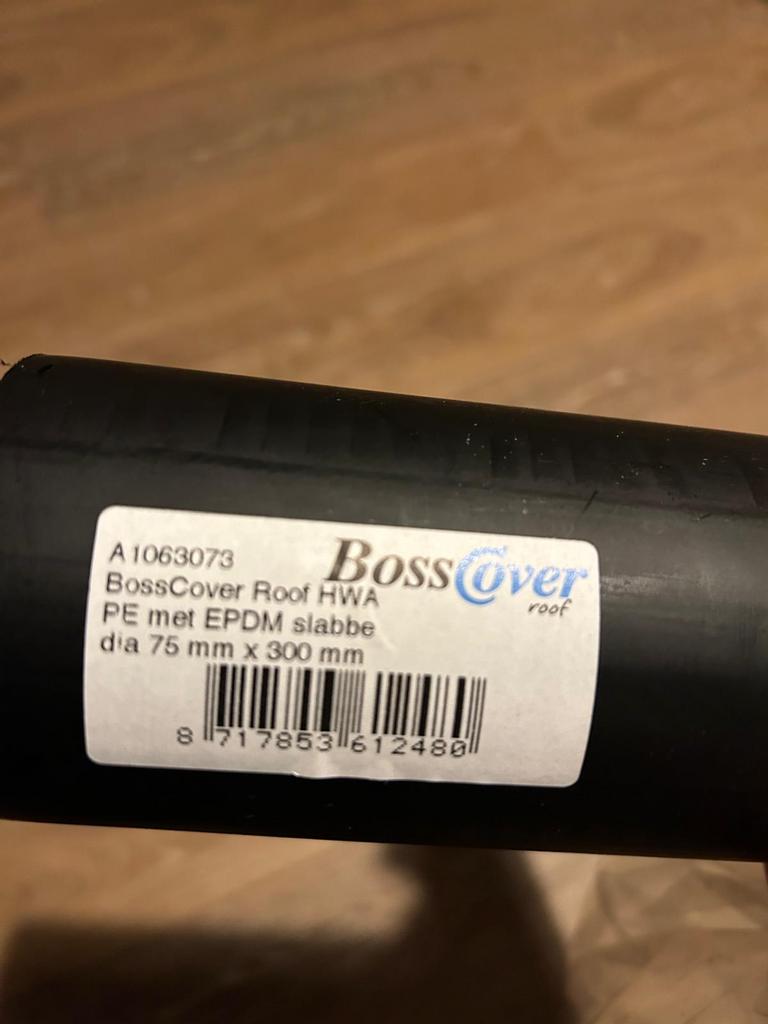 A1063073
BossCover roof
BossCover Roof HWA
PE met EPDM slabbe
dia 75 mm x 300 mm
8 717853 612480